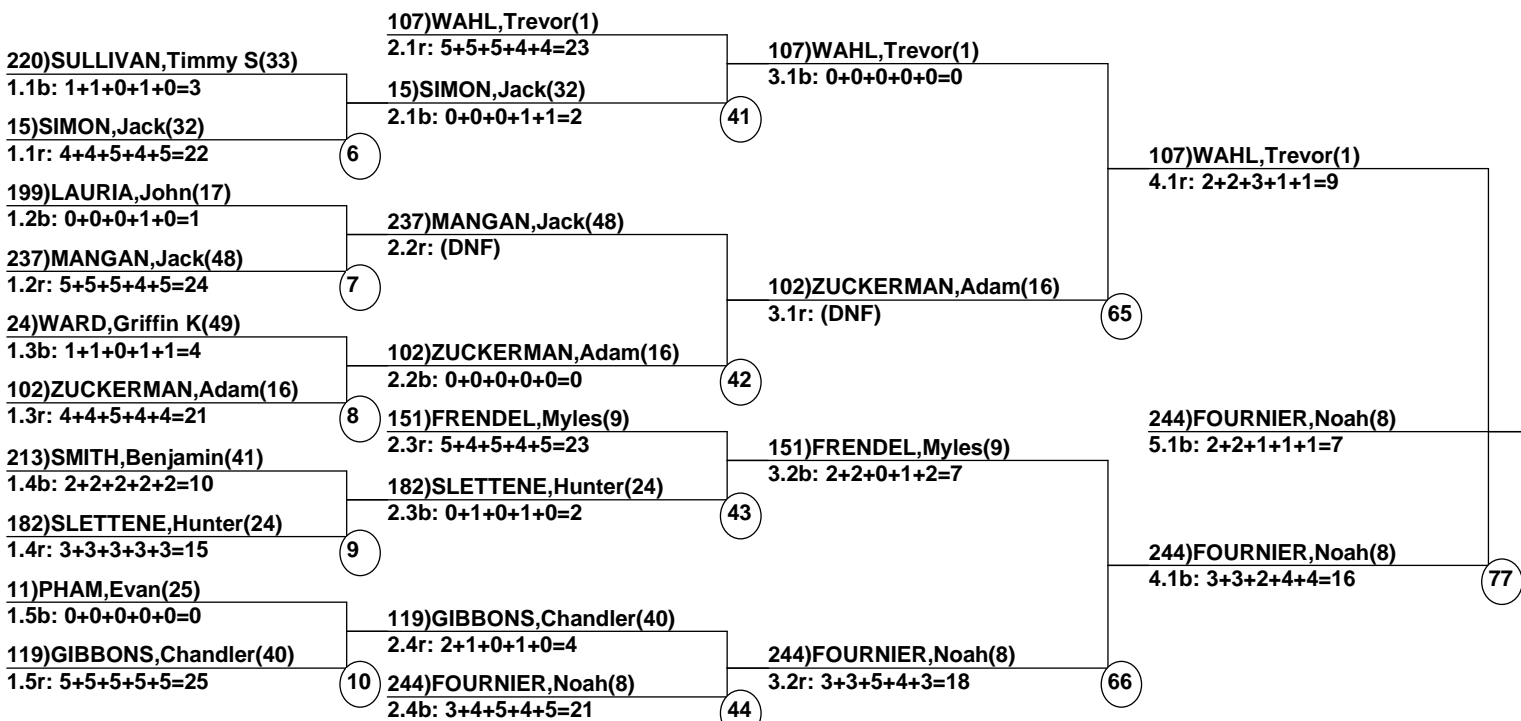 220)SULLIVAN,Timmy S(33)
1.1b: 1+1+0+1+0=3
15)SIMON,Jack(32)
1.1r: 4+4+5+4+5=22
6
199)LAURIA,John(17)
1.2b: 0+0+0+1+0=1
237)MANGAN,Jack(48)
1.2r: 5+5+5+4+5=24
7
24)WARD,Griffin K(49)
1.3b: 1+1+0+1+1=4
102)ZUCKERMAN,Adam(16)
1.3r: 4+4+5+4+4=21
8
213)SMITH,Benjamin(41)
1.4b: 2+2+2+2+2=10
182)SLETTENE,Hunter(24)
1.4r: 3+3+3+3+3=15
9
11)PHAM,Evan(25)
1.5b: 0+0+0+0+0=0
119)GIBBONS,Chandler(40)
1.5r: 5+5+5+5+5=25
10
107)WAHL,Trevor(1)
2.1r: 5+5+5+4+4=23
15)SIMON,Jack(32)
2.1b: 0+0+0+1+1=2
41
237)MANGAN,Jack(48)
2.2r: (DNF)
102)ZUCKERMAN,Adam(16)
2.2b: 0+0+0+0+0=0
42
151)FRENDEL,Myles(9)
2.3r: 5+4+5+4+5=23
182)SLETTENE,Hunter(24)
2.3b: 0+1+0+1+0=2
43
119)GIBBONS,Chandler(40)
2.4r: 2+1+0+1+0=4
244)FOURNIER,Noah(8)
2.4b: 3+4+5+4+5=21
44
107)WAHL,Trevor(1)
3.1b: 0+0+0+0+0=0
102)ZUCKERMAN,Adam(16)
3.1r: (DNF)
65
151)FRENDEL,Myles(9)
3.2b: 2+2+0+1+2=7
244)FOURNIER,Noah(8)
3.2r: 3+3+5+4+3=18
66
107)WAHL,Trevor(1)
4.1r: 2+2+3+1+1=9
244)FOURNIER,Noah(8)
5.1b: 2+2+1+1+1=7
244)FOURNIER,Noah(8)
4.1b: 3+3+2+4+4=16
77